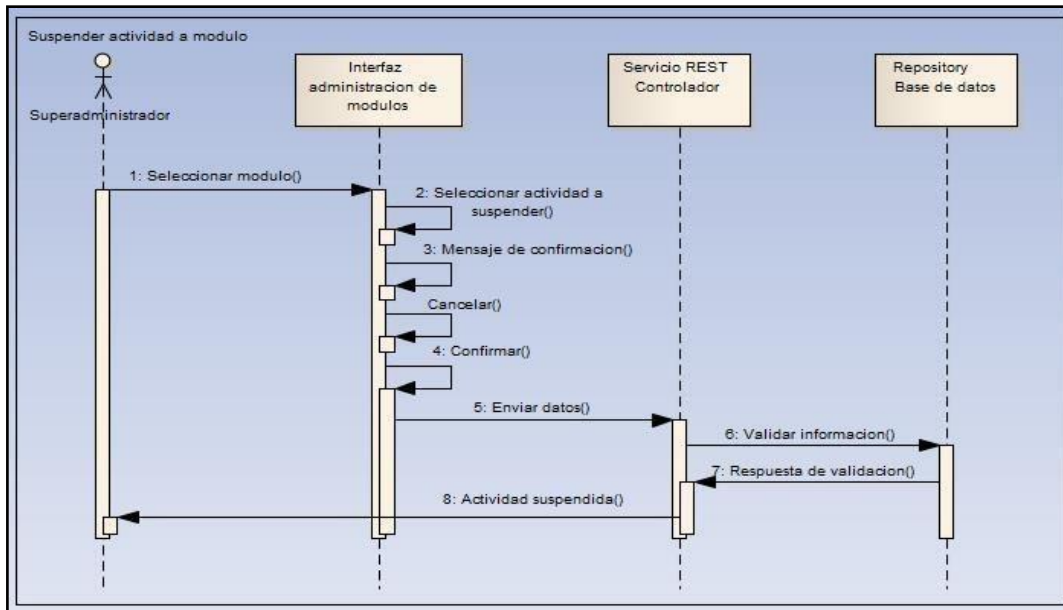 Suspender actividad a modulo
Superadministrador
Interfaz
administracion de
modulos
Servicio REST
Controlador
Repository
Base de datos
1: Seleccionar modulo()
2: Seleccionar actividad a
suspender()
3: Mensaje de confirmacion()
Cancelar()
4: Confirmar()
5: Enviar datos()
6: Validar informacion()
7: Respuesta de validacion()
8: Actividad suspendida()